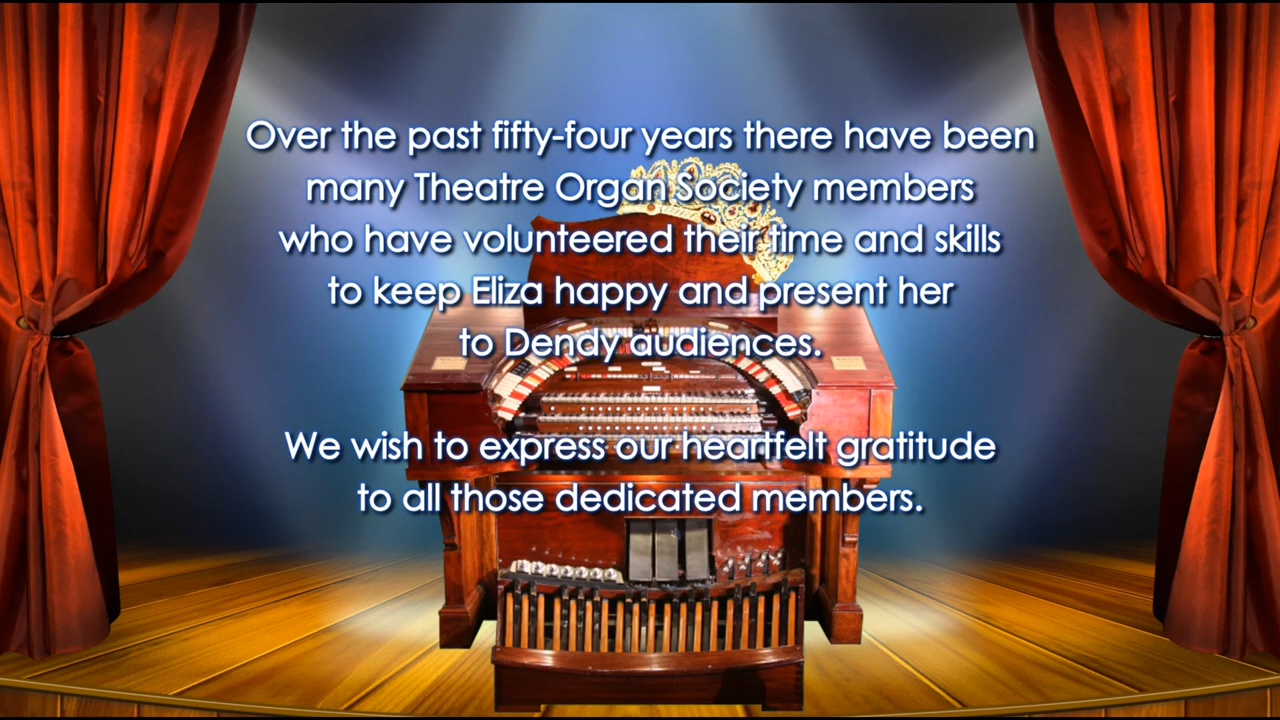 Over the past fifty-four years there have been
many Theatre Organ Society members
who have volunteered their time and skills
to keep Eliza happy and present her
to Dendy audiences.
We wish to express our heartfelt gratitude
to all those dedicated members.